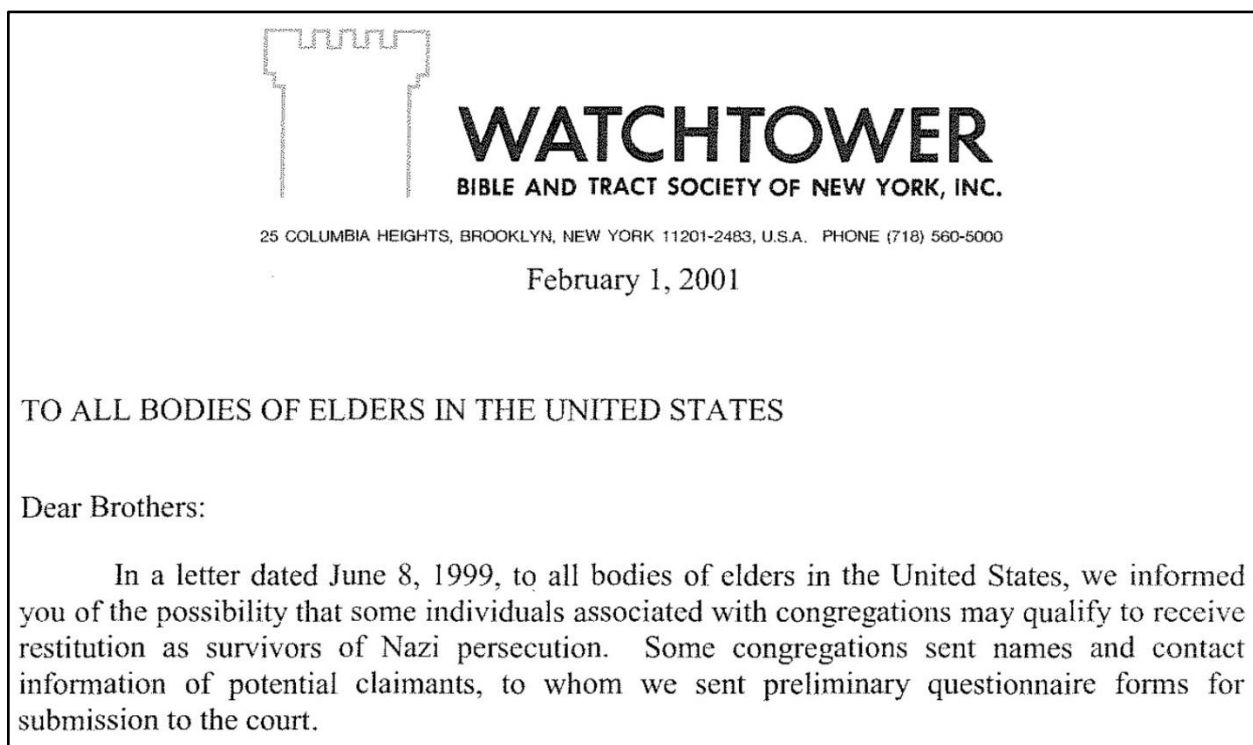 WATCHTOWER
BIBLE AND TRACT SOCIETY OF NEW YORK, INC.
25 COLUMBIA HEIGHTS, BROOKLYN, NEW YORK 11201-2483, U.S.A. PHONE (718) 560-5000
February 1, 2001
TO ALL BODIES OF ELDERS IN THE UNITED STATES
Dear Brothers:
In a letter dated June 8, 1999, to all bodies of elders in the United States, we informed
you of the possibility that some individuals associated with congregations may qualify to receive
restitution as survivors of Nazi persecution. Some congregations sent names and contact
information of potential claimants, to whom we sent preliminary questionnaire forms for
submission to the court.